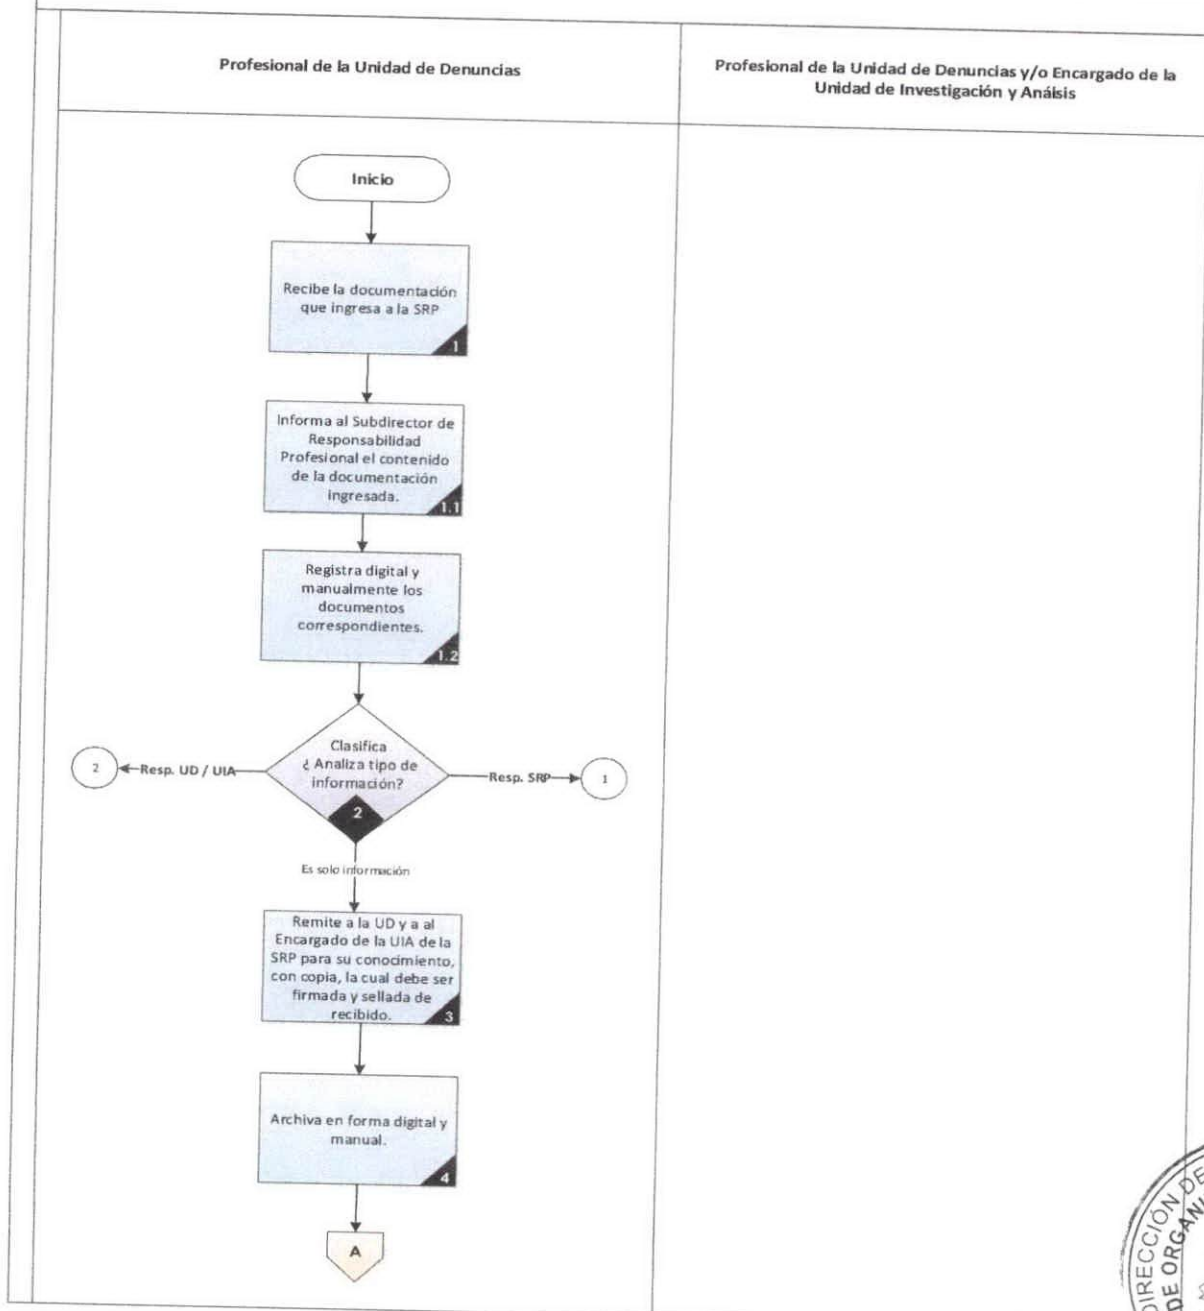 Profesional de la Unidad de Denuncias
Profesional de la Unidad de Denuncias y/o Encargado de la
Unidad de Investigación y Análsis
Inicio
Recibe la documentación
que ingresa a la SRP
1
Informa al Subdirector de
Responsabilidad
Profesional el contenido
de la documentación
ingresada.
1.1
Registra digital y
manualmente los
documentos
correspondientes.
1.2
Clasifica
¿ Analiza tipo de
información?
2
2
Resp. UD / UIA
Resp. SRP
1
Es solo información
Remite a la UD y a al
Encargado de la UIA de la
SRP para su conocimiento,
con copia, la cual debe ser
firmada y sellada de
recibido.
3
Archiva en forma digital y
manual.
4
A
DIRECCIÓN DE
DE ORGANI